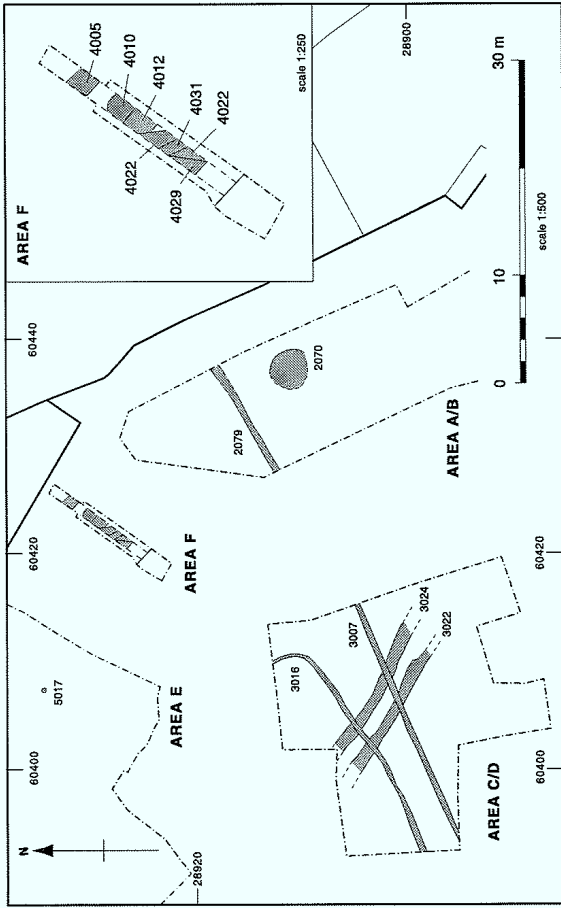 AREA F
4005
4010
4012
4031
4022
4022
4029
scale 1:250
28900
60440
60420
60400
N
28920
5017
AREA E
AREA F
2079
2070
AREA A/B
3016
3007
3024
3022
AREA C/D
60400
60420
0
10
30 m
scale 1:500